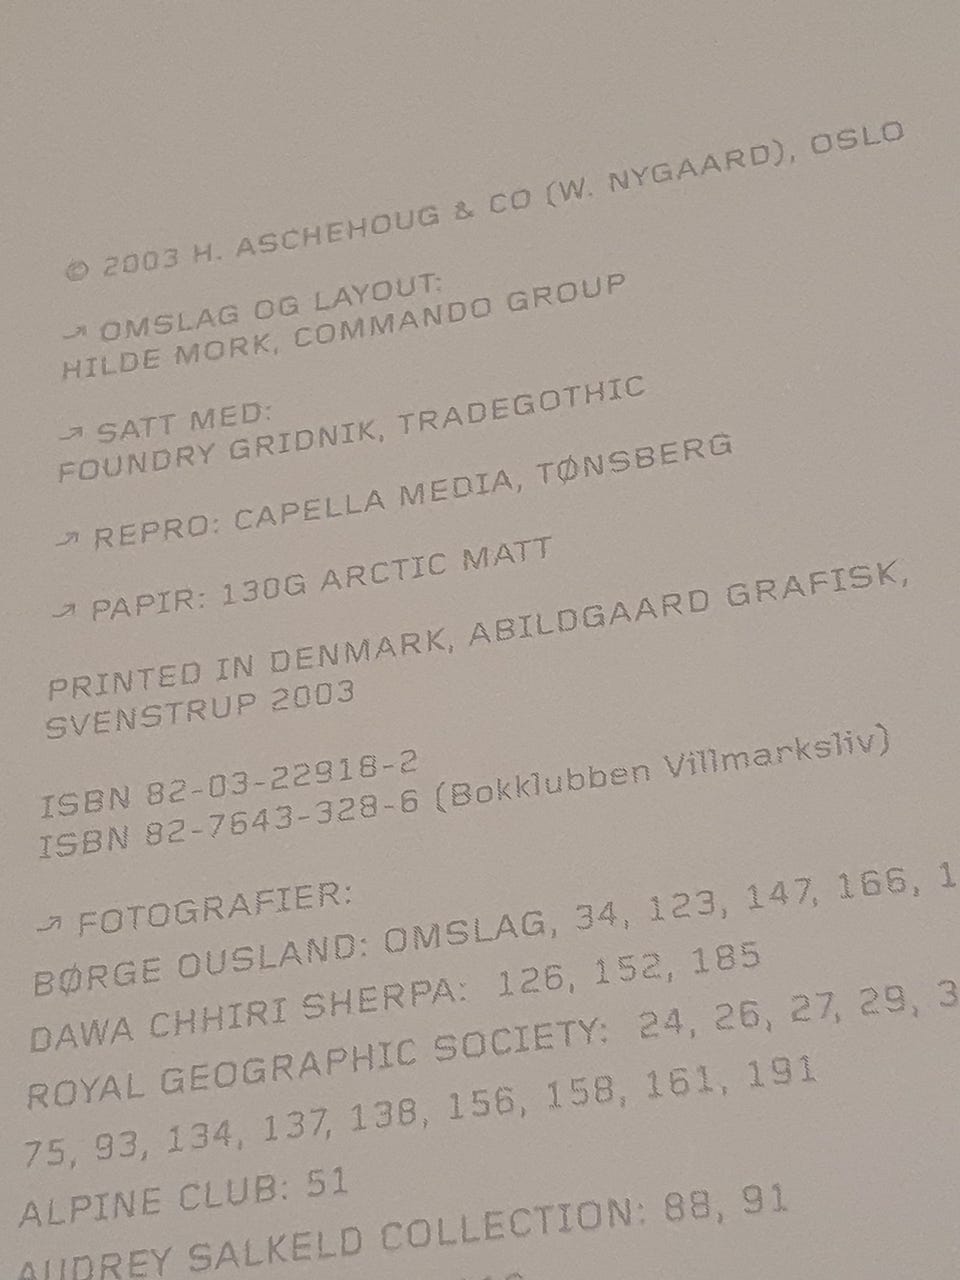 © 2003 H. ASCHEHOUG & CO (W. NYGAARD), OSLO
↗ OMSLAG OG LAYOUT:
HILDE MORK, COMMANDO GROUP
↗ SATT MED:
FOUNDRY GRIDNIK, TRADEGOTHIC
↗ REPRO: CAPELLA MEDIA, TØNSBERG
↗ PAPIR: 130G ARCTIC MATT
PRINTED IN DENMARK, ABILDGAARD GRAFISK,
SVENSTRUP 2003
ISBN 82-03-22916-2
ISBN 82-7643-328-6 (Bokklubben Villmarksliv)
↗ FOTOGRAFIER:
BØRGE OUSLAND: OMSLAG, 34, 123, 147, 166,
DAWA CHHIRI SHERPA: 126, 152, 185
ROYAL GEOGRAPHIC SOCIETY: 24, 26, 27, 29,
75, 93, 134, 137, 138, 156, 158, 161, 191
ALPINE CLUB: 51
AUDREY SALKELD COLLECTION: 88, 91